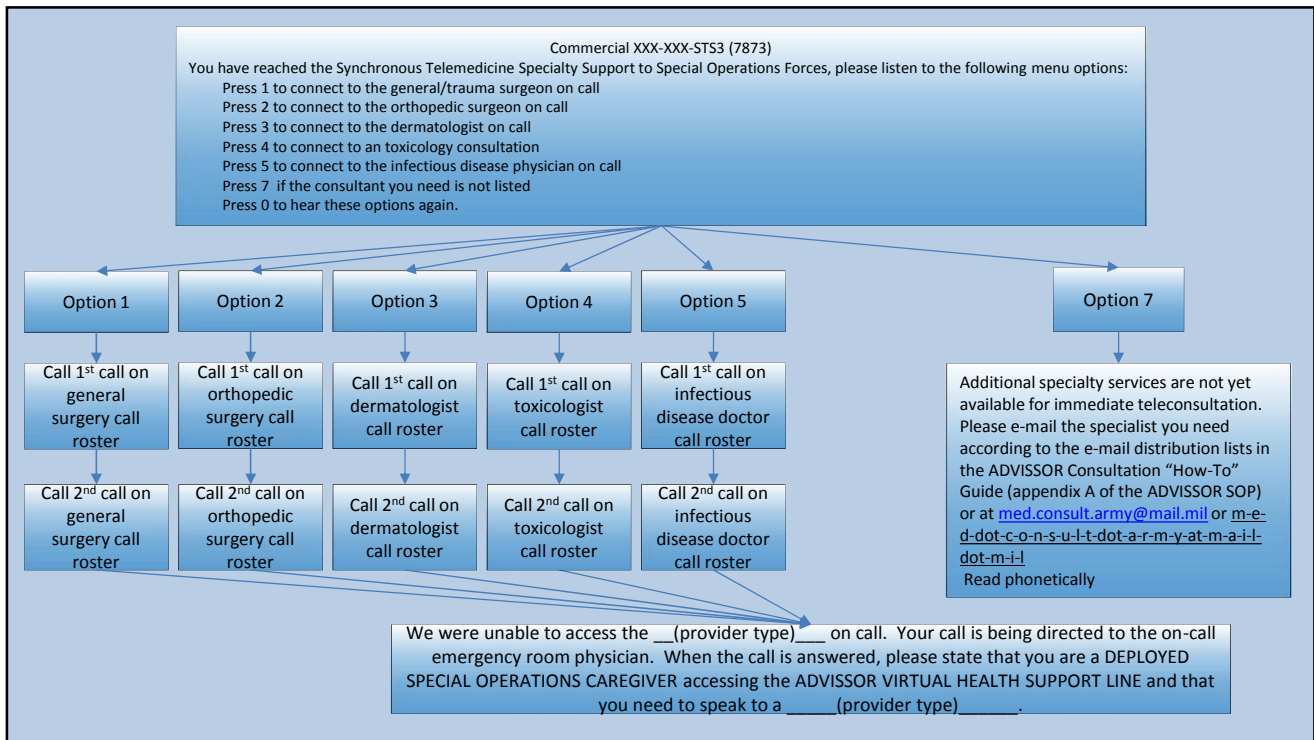 Commercial XXX-XXX-STS3 (7873)
You have reached the Synchronous Telemedicine Specialty Support to Special Operations Forces, please listen to the following menu options:
Press 1 to connect to the general/trauma surgeon on call
Press 2 to connect to the orthopedic surgeon on call
Press 3 to connect to the dermatologist on call
Press 4 to connect to an toxicology consultation
Press 5 to connect to the infectious disease physician on call
Press 7 if the consultant you need is not listed
Press 0 to hear these options again.
Option 1
Option 2
Option 3
Option 4
Option 5
Option 7
Call 1st call on
general
surgery call
roster
Call 1st call on
orthopedic
surgery call
roster
Call 1st call on
dermatologist
call roster
Call 1st call on
toxicologist
call roster
Call 1st call on
infectious
disease doctor
call roster
Call 2nd call on
general
surgery call
roster
Call 2nd call on
orthopedic
surgery call
roster
Call 2nd call on
dermatologist
call roster
Call 2nd call on
toxicologist
call roster
Call 2nd call on
infectious
disease doctor
call roster
Additional specialty services are not yet
available for immediate teleconsultation.
Please e-mail the specialist you need
according to the e-mail distribution lists in
the ADVISSOR Consultation “How-To”
Guide (appendix A of the ADVISSOR SOP)
or at med.consult.army@mail.mil or m-e-
d-dot-c-o-n-s-u-l-t-dot-a-r-m-y-at-m-a-i-l-
dot-m-i-l
Read phonetically
We were unable to access the __(provider type)___ on call. Your call is being directed to the on-call
emergency room physician. When the call is answered, please state that you are a DEPLOYED
SPECIAL OPERATIONS CAREGIVER accessing the ADVISSOR VIRTUAL HEALTH SUPPORT LINE and that
you need to speak to a _____(provider type)______.